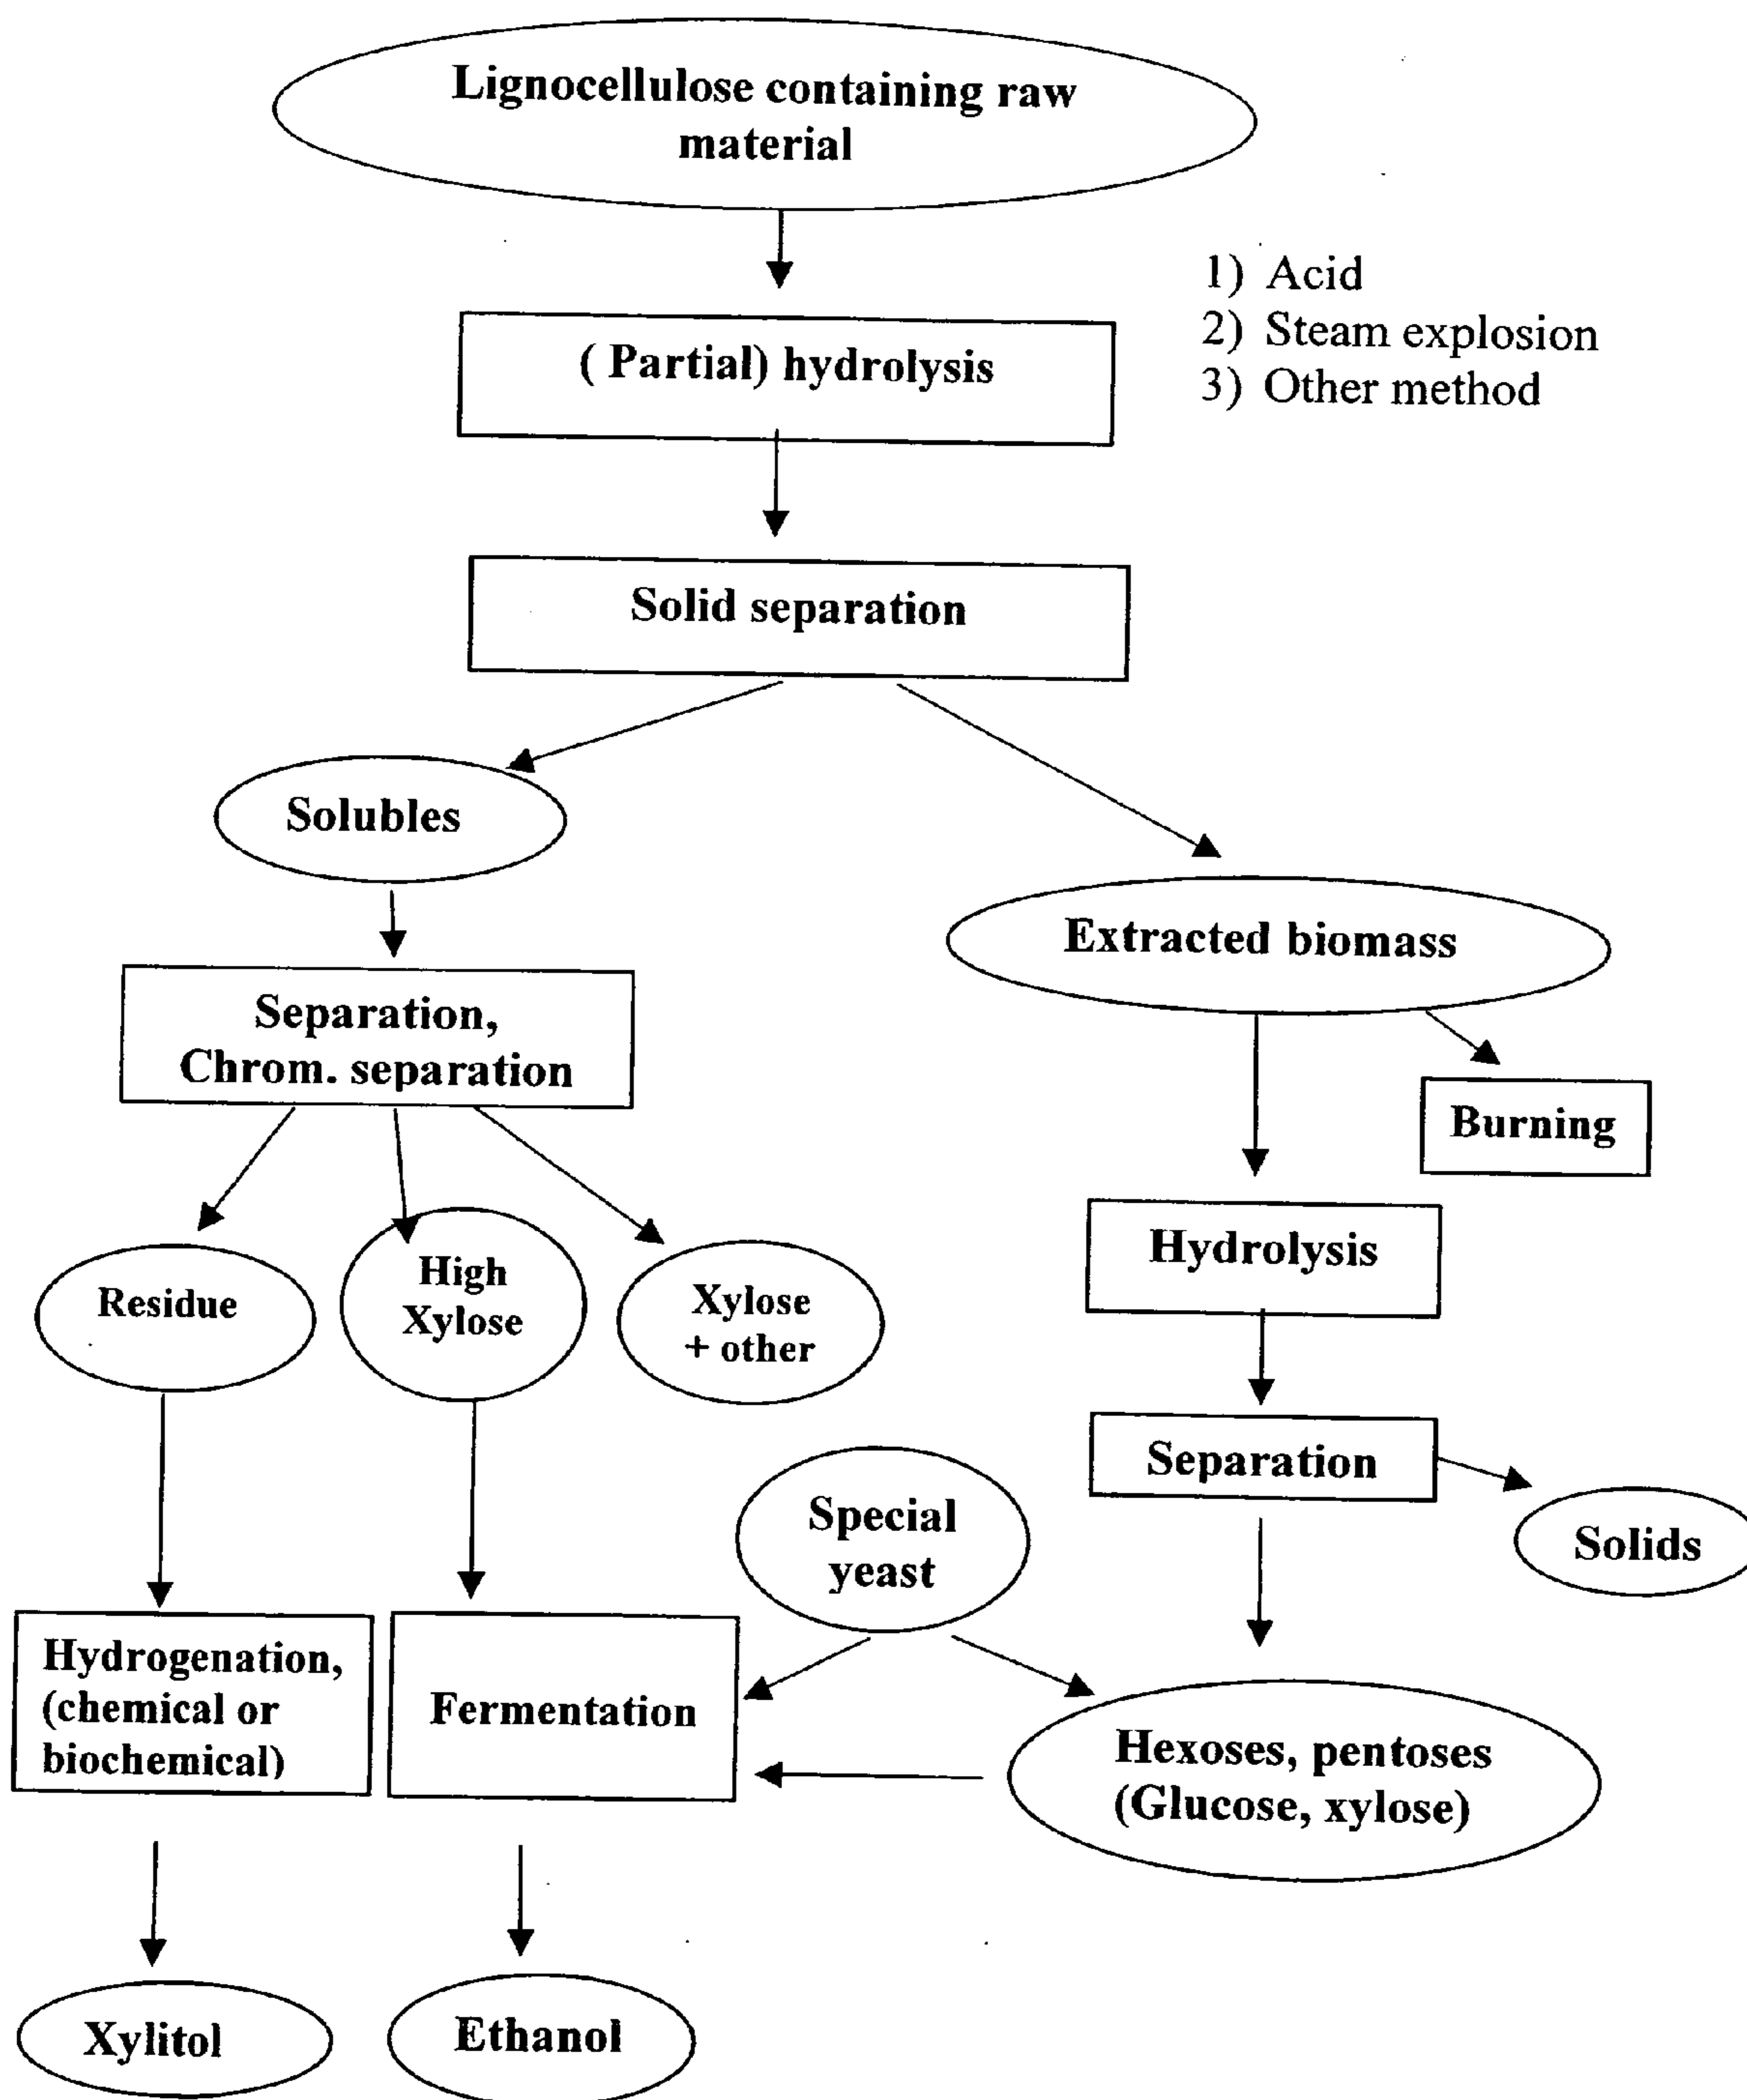 Lignocellulose containing raw
material
1) Acid
2) Steam explosion
3) Other method
( Partial) hydrolysis
Solid separation
Solubles
Extracted biomass
Separation,
Chrom. separation
Burning
Hydrolysis
Residue
High
Xylose
Xylose
+ other
Separation
Special
yeast
Solids
Hydrogenation,
(chemical or
biochemical)
Fermentation
Hexoses, pentoses
(Glucose, xylose)
Xylitol
Ethanol